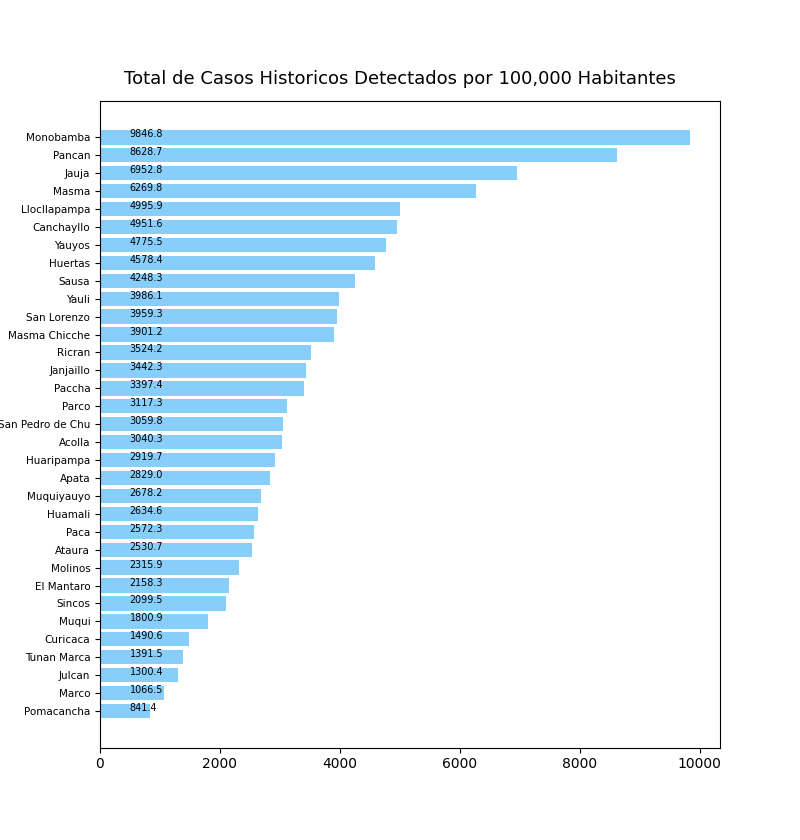 Total de Casos Historicos Detectados por 100,000 Habitantes
Monobamba 9846.8
Pancan 8628.7
Jauja 6952.8
Masma 6269.8
Llocllapampa 4995.9
Canchayllo 4951.6
Yauyos 4775.5
Huertas 4578.4
Sausa 4248.3
Yauli 3986.1
San Lorenzo 3959.3
Masma Chicche 3901.2
Ricran 3524.2
Janjaillo 3442.3
Paccha 3397.4
Parco 3117.3
San Pedro de Chu 3059.8
Acolla 3040.3
Huaripampa 2919.7
Apata 2829.0
Muquiyauyo 2678.2
Huamali 2634.6
Paca 2572.3
Ataura 2530.7
Molinos 2315.9
El Mantaro 2158.3
Sincos 2099.5
Muqui 1800.9
Curicaca 1490.6
Tunan Marca 1391.5
Julcan 1300.4
Marco 1066.5
Pomacancha 841.4
0 2000 4000 6000 8000 10000